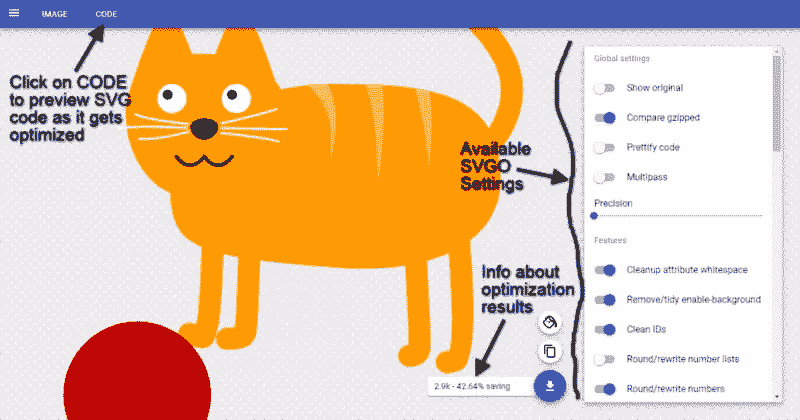 IMAGE CODE
Click on CODE
to preview SVG
code as it gets
optimized
Available
SVGO
Settings
Info about
optimization
results
2.9k - 42.64% saving
Global settings
Show original
Compare gzipped
Prettify code
Multipass
Precision
Features
Cleanup attribute whitespace
Remove/tidy enable-background
Clean IDs
Round/rewrite number lists
Round/rewrite numbers